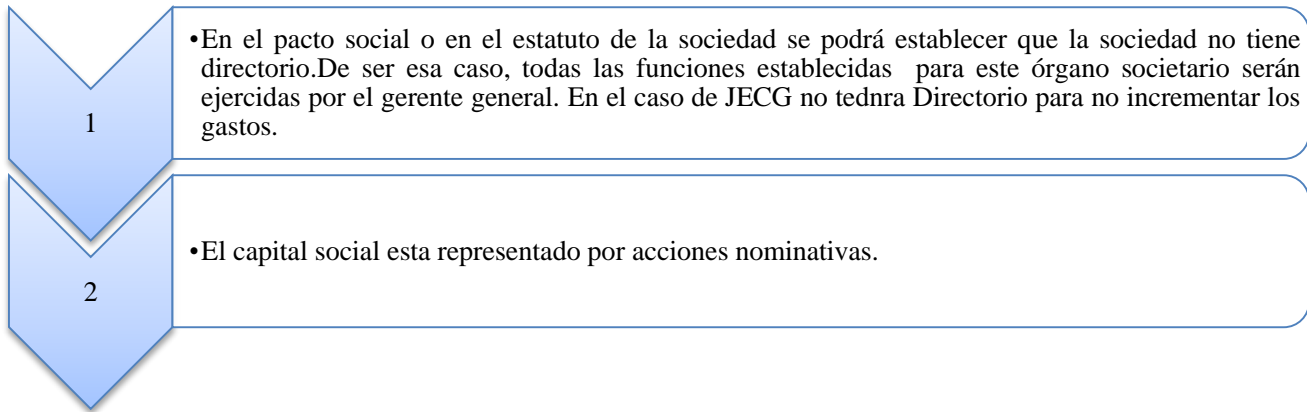 •En el pacto social o en el estatuto de la sociedad se podrá establecer que la sociedad no tiene
directorio.De ser esa caso, todas las funciones establecidas para este órgano societario serán
ejercidas por el gerente general. En el caso de JECG no tednra Directorio para no incrementar los
gastos.
1
•El capital social esta representado por acciones nominativas.
2